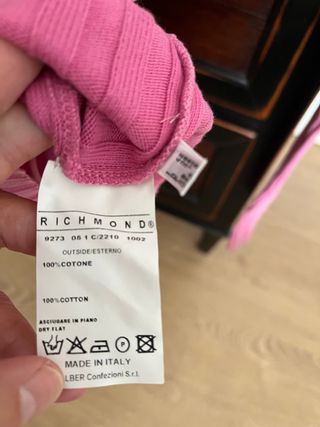 RICHMOND®
9273 05 1 C/2210 1002
OUTSIDE/ESTERNO
100%COTONE
100%COTTON
ASCIUGARE IN PIANO
DRY FLAT
P
MADE IN ITALY
LBER Confezioni S.r.l.